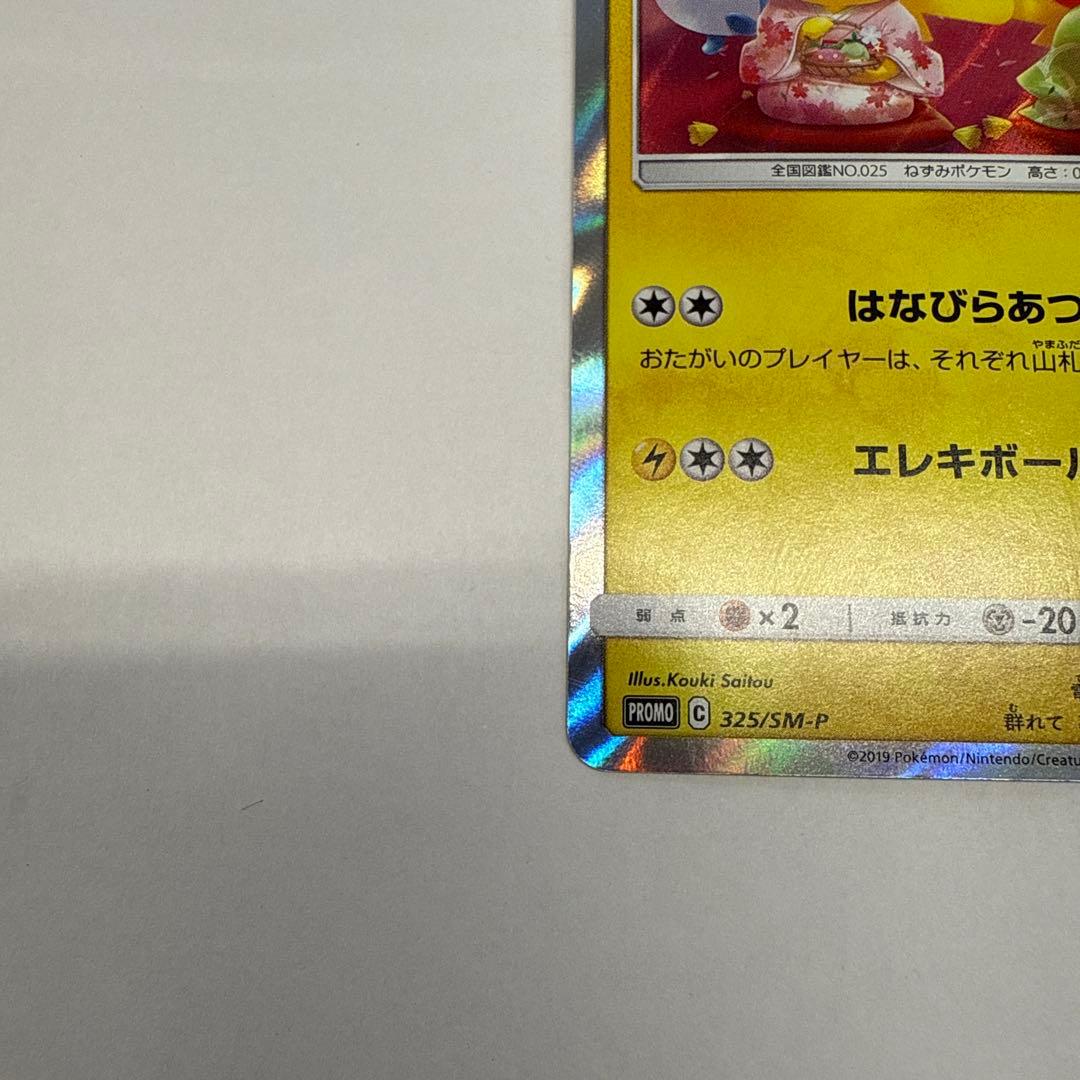 全国図鑑NO.025 ねずみポケモン 高さ:0
はなびらあつ
やまふだ
おたがいのプレイヤーは、それぞれ山札
エレキボール
弱点 ×2 抵抗力 -20
Illus.Kouki Saitou
PROMO C 325/SM-P
む
群れて
©2019 Pokémon/Nintendo/Creatu